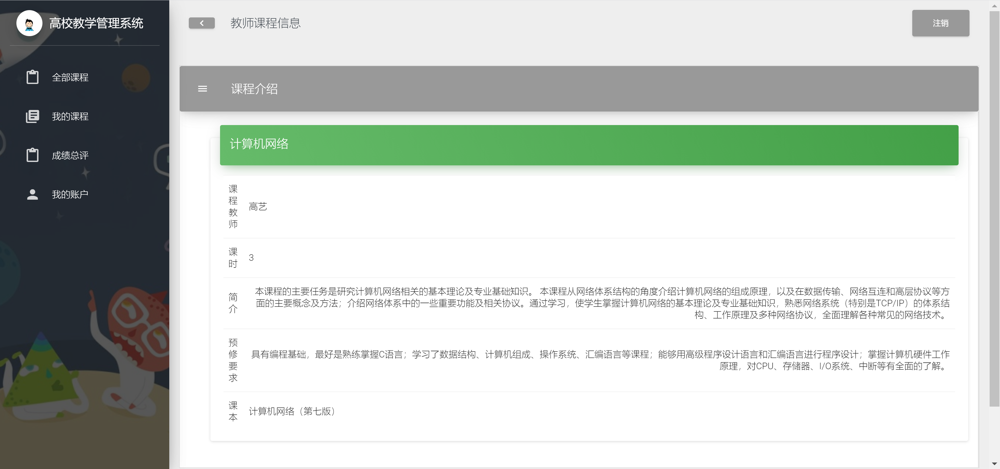 高校教学管理系统
全部课程
我的课程
成绩总评
我的账户
教师课程信息
注销
课程介绍
计算机网络
课程教师
高艺
课时
3
简介
本课程的主要任务是研究计算机网络相关的基本理论及专业基础知识。 本课程从网络体系结构的角度介绍计算机网络的组成原理，以及在数据传输、网络互连和高层协议等方
面的主要概念及方法；介绍网络体系中的一些重要功能及相关协议。通过学习，使学生掌握计算机网络的基本理论及专业基础知识，熟悉网络系统（特别是TCP/IP）的体系结
构、工作原理及多种网络协议，全面理解各种常见的网络技术。
预修要求
具有编程基础，最好是熟练掌握C语言；学习了数据结构、计算机组成、操作系统、汇编语言等课程；能够用高级程序设计语言和汇编语言进行程序设计；掌握计算机硬件工作
原理，对CPU、存储器、I/O系统、中断等有全面的了解。
课本
计算机网络（第七版）